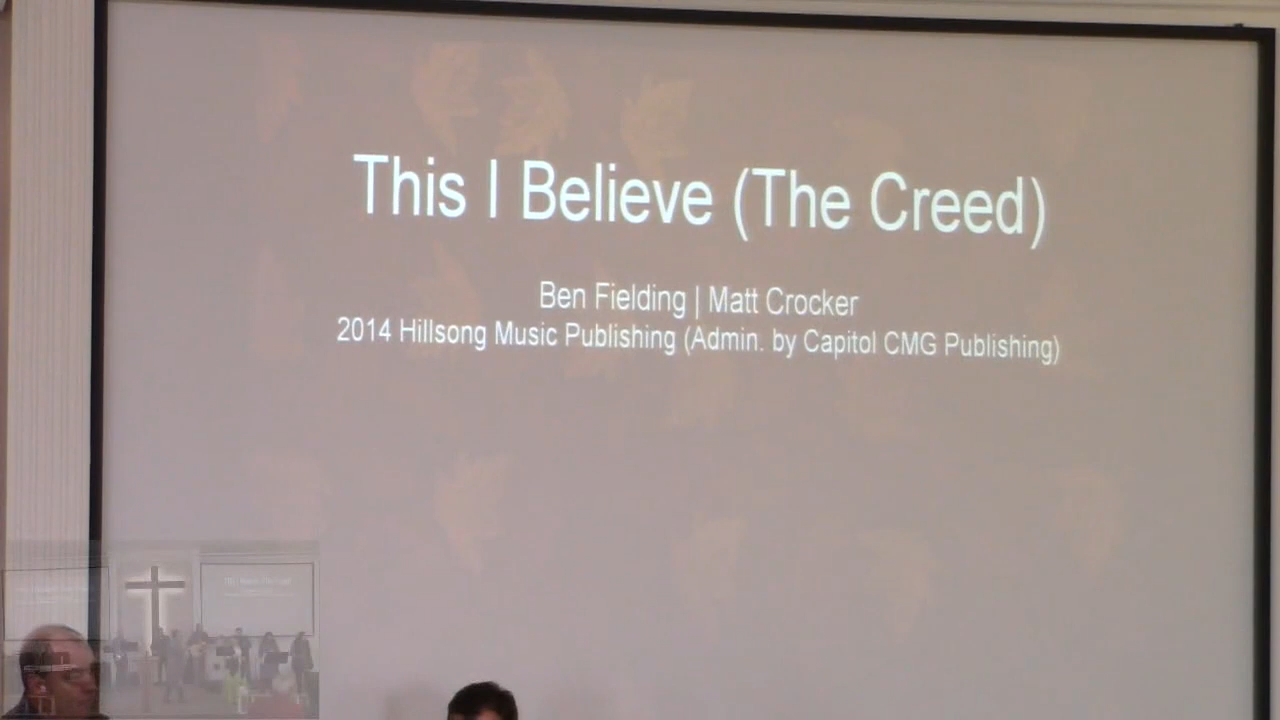 This I Believe (The Creed)
Ben Fielding | Matt Crocker
2014 Hillsong Music Publishing (Admin. by Capitol CMG Publishing)